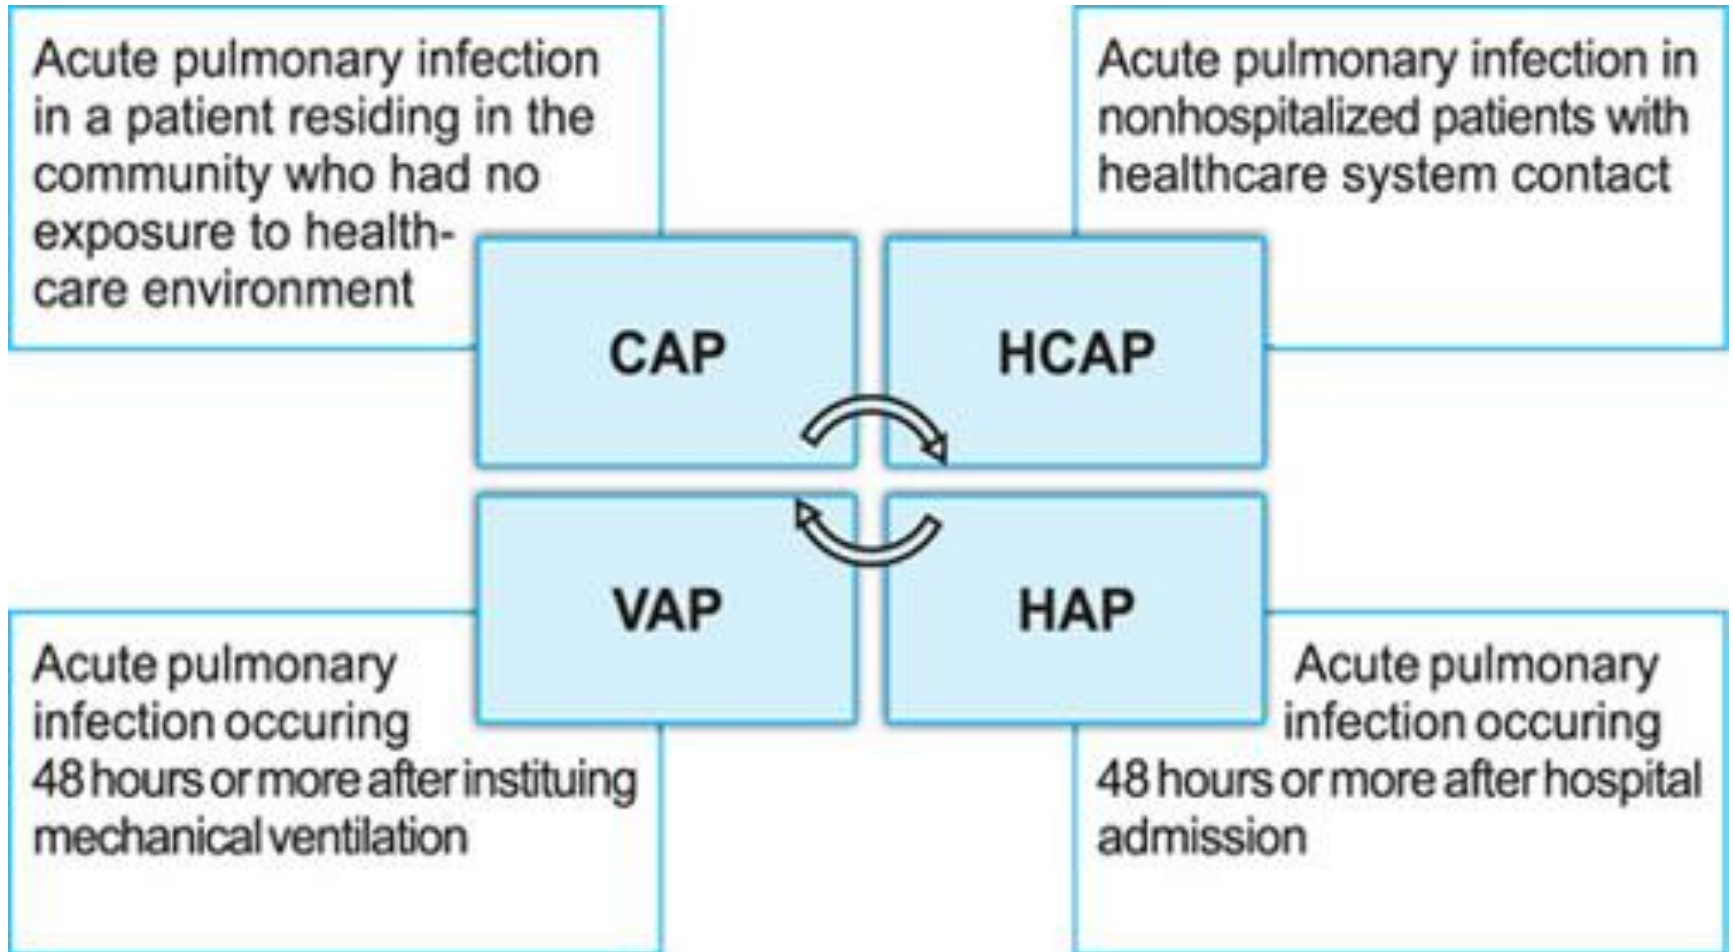 Acute pulmonary infection
in a patient residing in the
community who had no
exposure to health-
care environment
Acute pulmonary infection in
nonhospitalized patients with
healthcare system contact
CAP
HCAP
VAP
HAP
Acute pulmonary
infection occuring
48 hours or more after instituing
mechanical ventilation
Acute pulmonary
infection occuring
48 hours or more after hospital
admission